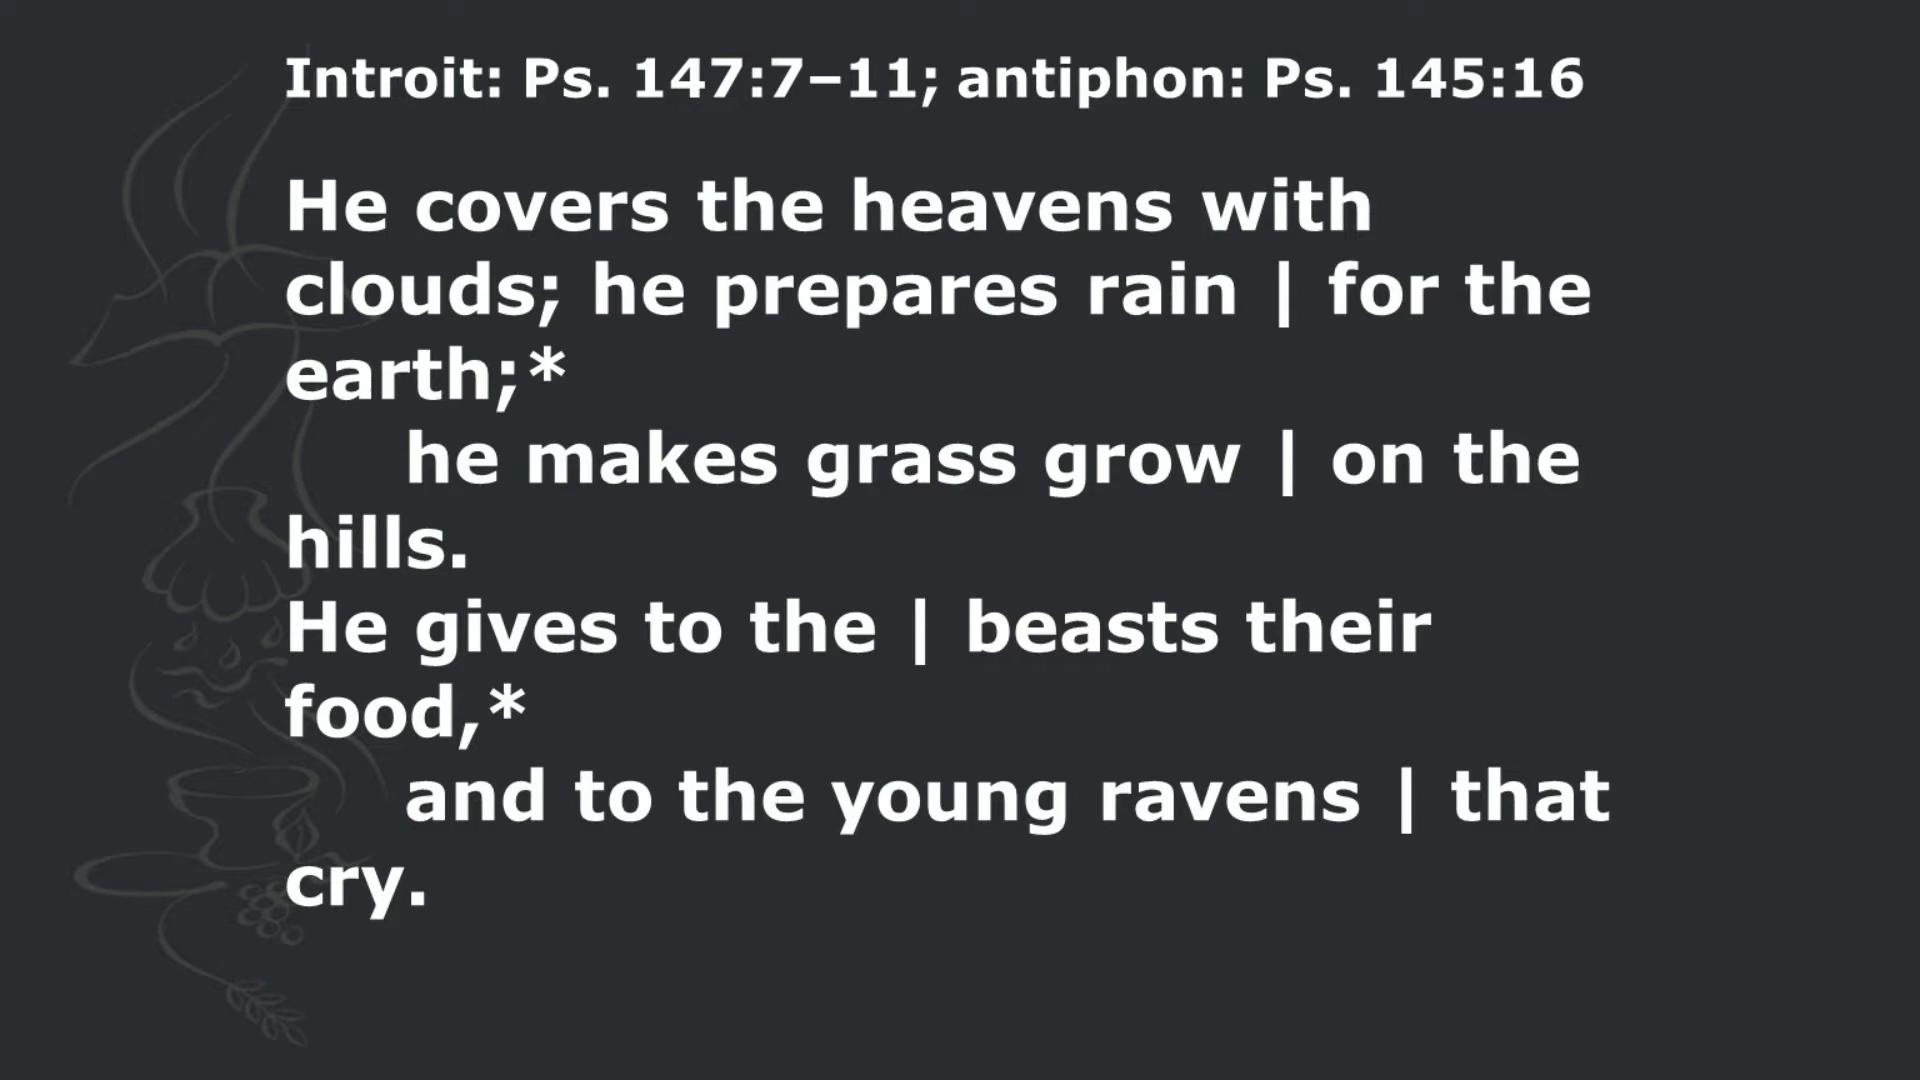 Introit: Ps. 147:7–11; antiphon: Ps. 145:16
He covers the heavens with
clouds; he prepares rain | for the
earth;*
he makes grass grow | on the
hills.
He gives to the | beasts their
food,*
and to the young ravens | that
cry.